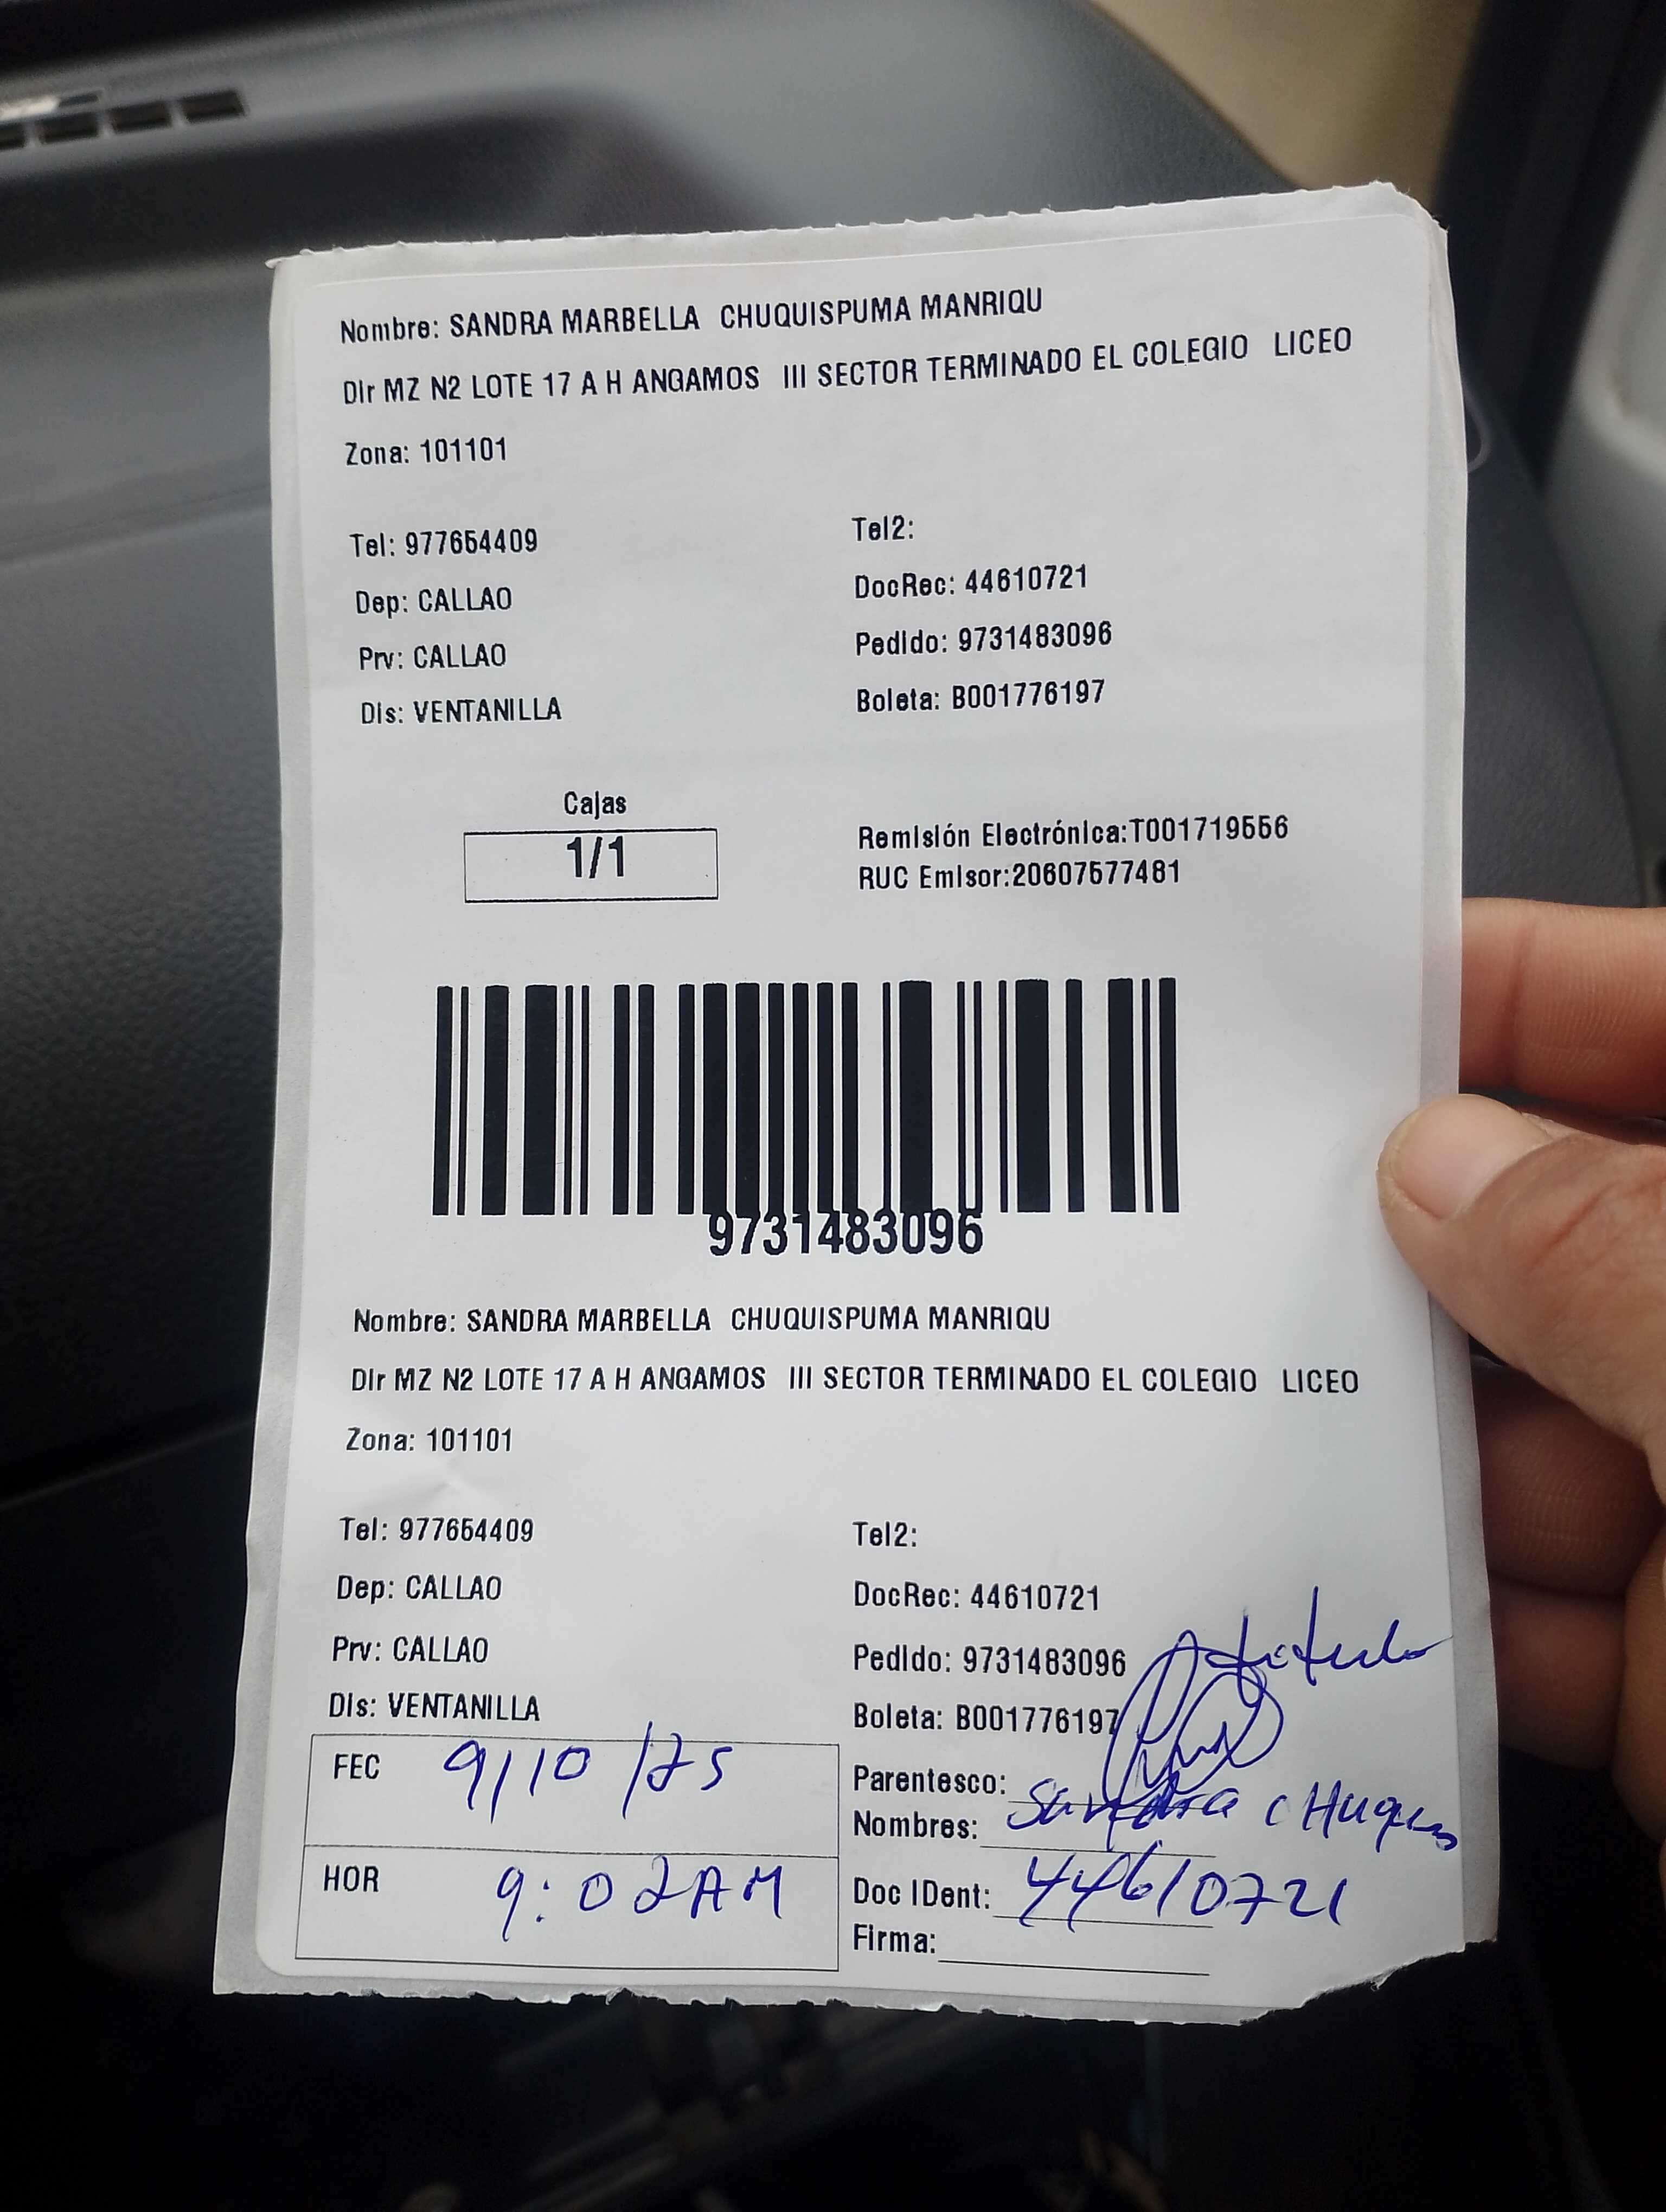 Nombre: SANDRA MARBELLA CHUQUISPUMA MANRIQU
Dir MZ N2 LOTE 17 A H ANGAMOS III SECTOR TERMINADO EL COLEGIO LICEO
Zona: 101101
Tel: 977654409
Tel2:
Dep: CALLAO
DocRec: 44610721
Prv: CALLAO
Pedido: 9731483096
Dis: VENTANILLA
Boleta: B001776197
Cajas
1/1
Remisión Electrónica:T001719556
RUC Emisor:20607577481
9731483096
Nombre: SANDRA MARBELLA CHUQUISPUMA MANRIQU
Dir MZ N2 LOTE 17 A H ANGAMOS III SECTOR TERMINADO EL COLEGIO LICEO
Zona: 101101
Tel: 977654409
Tel2:
Dep: CALLAO
DocRec: 44610721
Prv: CALLAO
Pedido: 9731483096
Dis: VENTANILLA
Boleta: B001776197
FEC 9/10/25
Parentesco:
Nombres: Sandra
HOR 9:02AM
Doc IDent: 44610721
Firma: